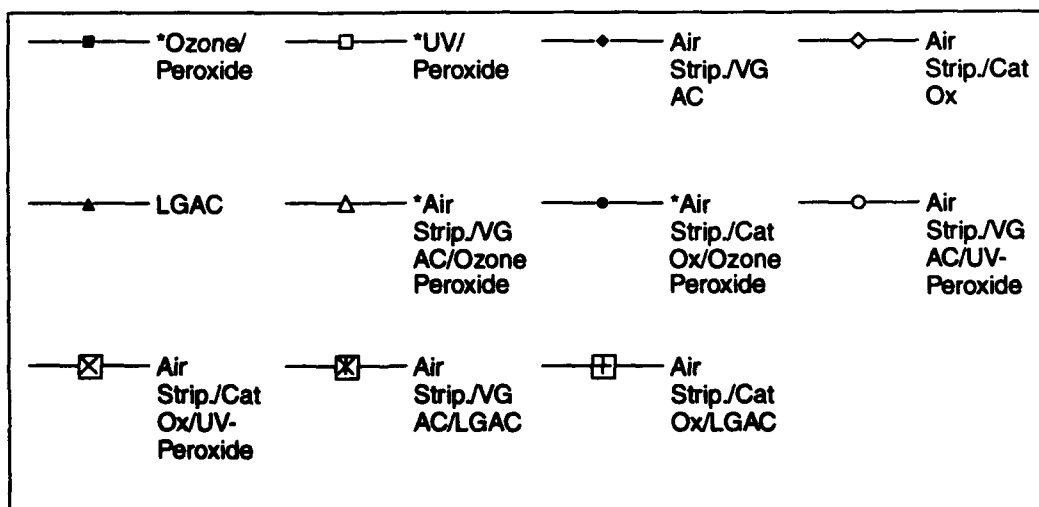 *Ozone/
Peroxide
*UV/
Peroxide
Air
Strip./VG
AC
Air
Strip./Cat
Ox
LGAC
*Air
Strip./VG
AC/Ozone
Peroxide
*Air
Strip./Cat
Ox/Ozone
Peroxide
Air
Strip./VG
AC/UV-
Peroxide
Air
Strip./Cat
Ox/UV-
Peroxide
Air
Strip./VG
AC/LGAC
Air
Strip./Cat
Ox/LGAC